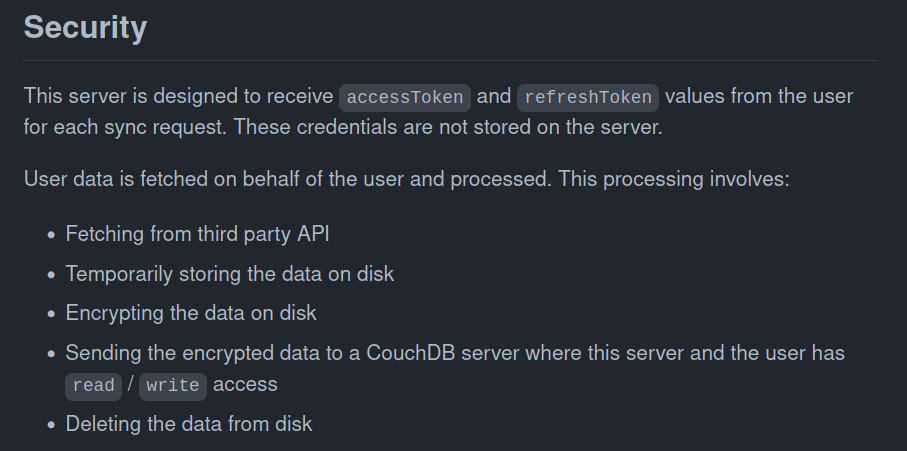 Security
This server is designed to receive accessToken and refreshToken values from the user
for each sync request. These credentials are not stored on the server.
User data is fetched on behalf of the user and processed. This processing involves:
• Fetching from third party API
• Temporarily storing the data on disk
• Encrypting the data on disk
• Sending the encrypted data to a CouchDB server where this server and the user has
read / write access
• Deleting the data from disk